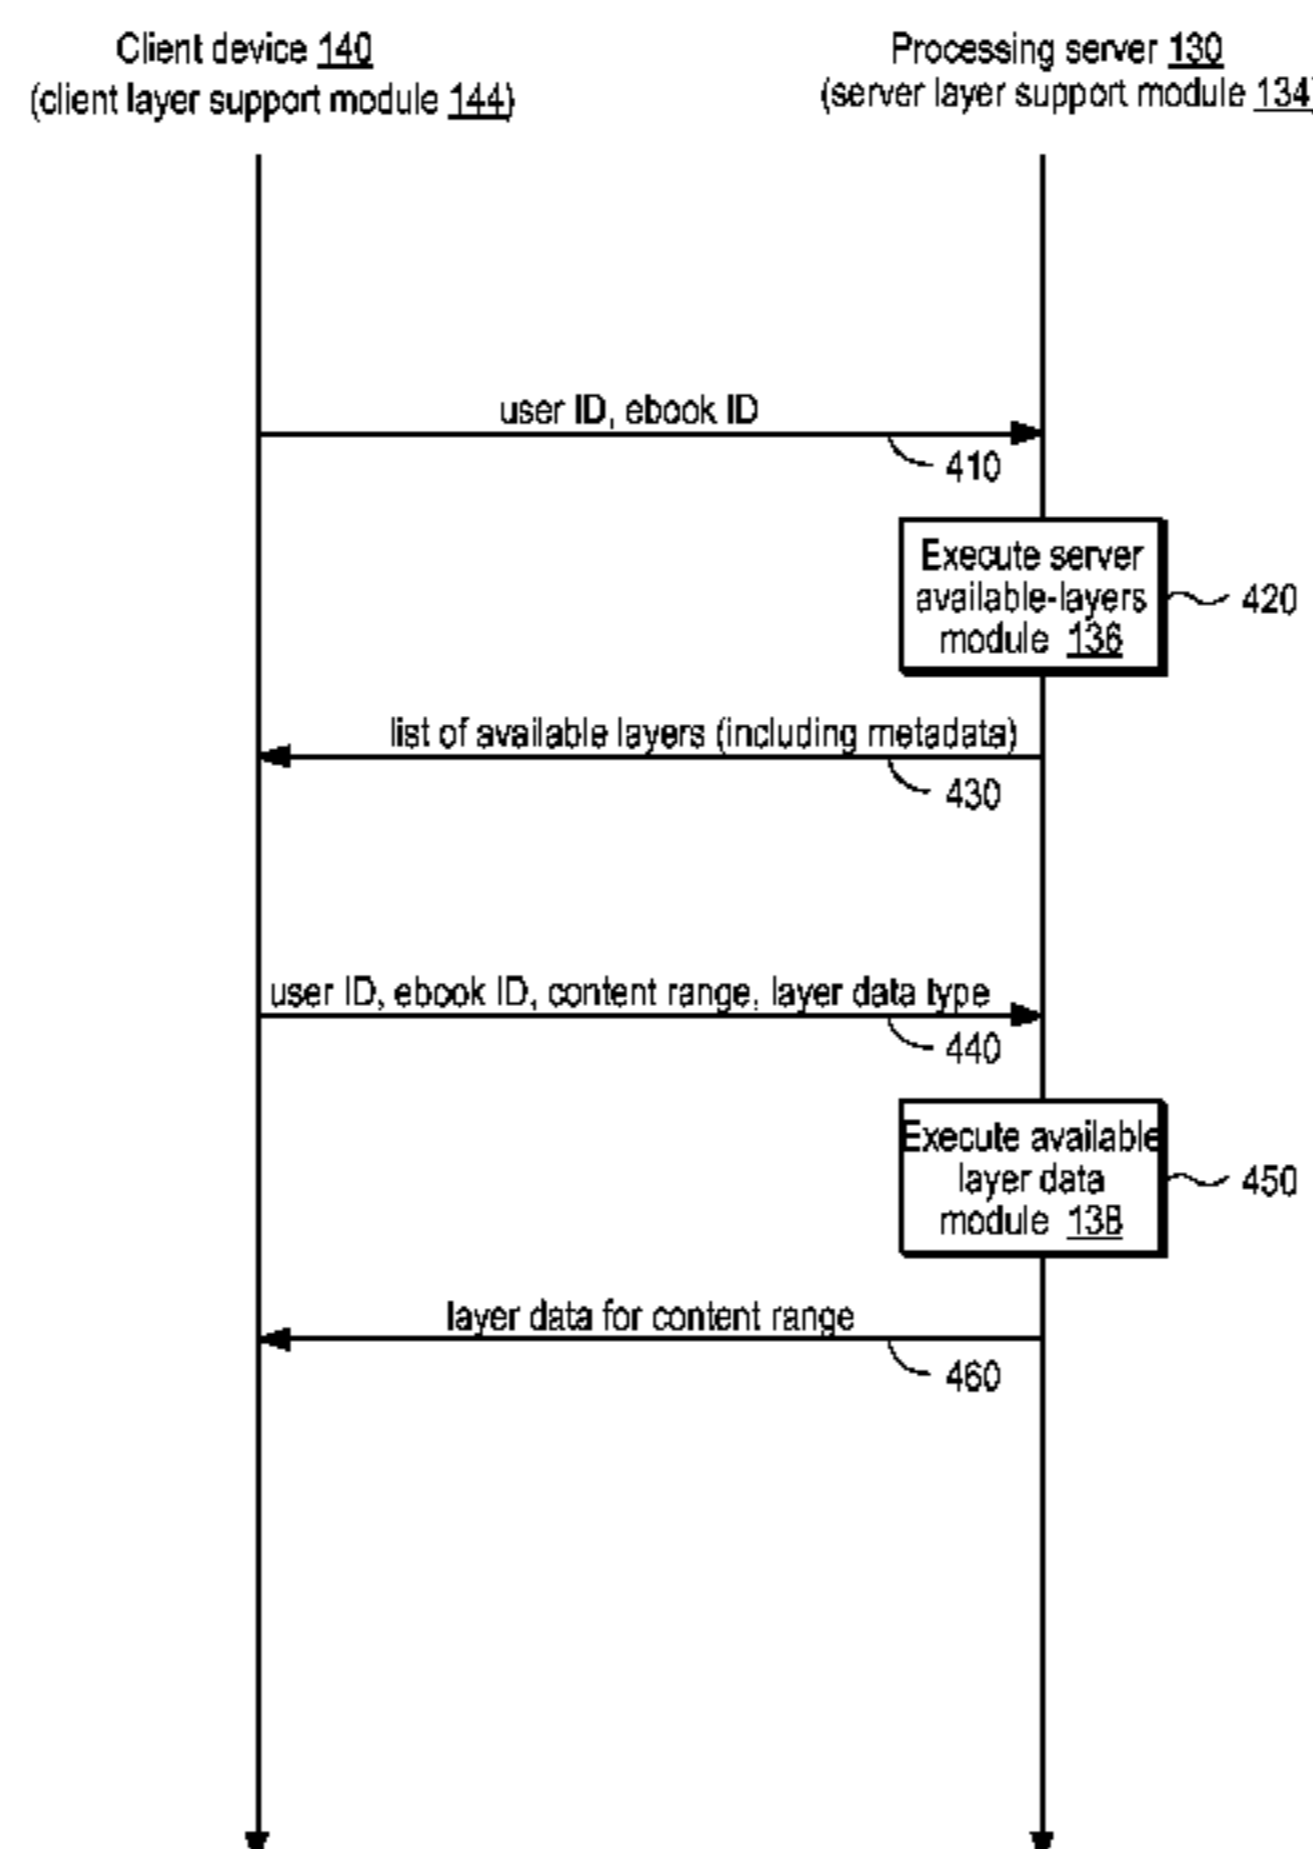 Client device 140
(client layer support module 144)
Processing server 130
(server layer support module 134)
user ID, ebook ID
410
Execute server
available-layers
module 136
420
list of available layers (including metadata)
430
user ID, ebook ID, content range, layer data type
440
Execute available
layer data
module 138
450
layer data for content range
460